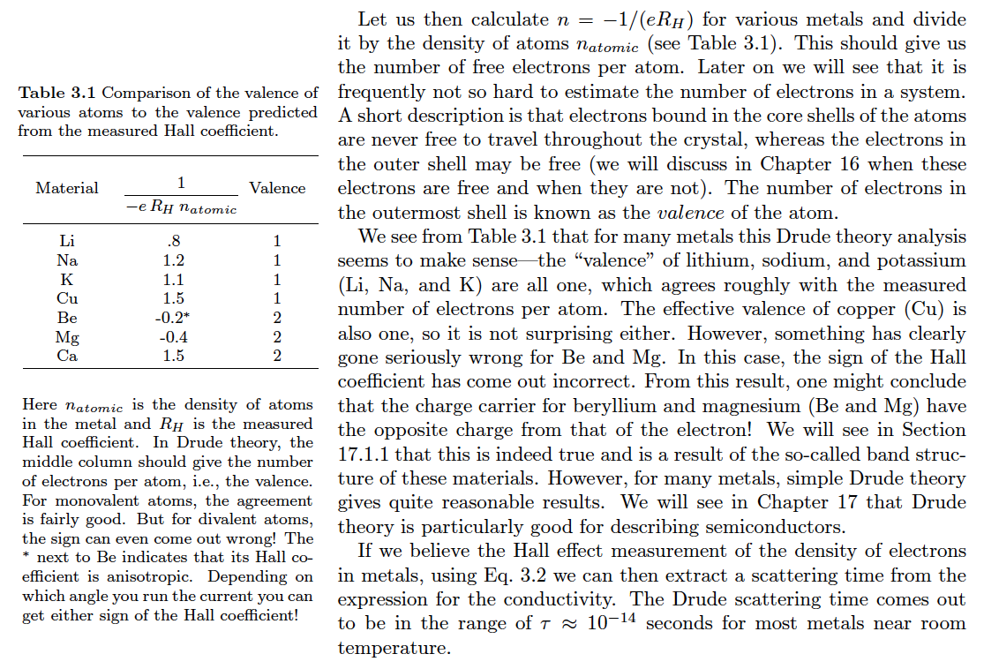 Table 3.1 Comparison of the valence of
various atoms to the valence predicted
from the measured Hall coefficient.
Material 1 / −e R_H n_atomic Valence
Li .8 1
Na 1.2 1
K 1.1 1
Cu 1.5 1
Be -0.2* 2
Mg -0.4 2
Ca 1.5 2
Here n_atomic is the density of atoms
in the metal and R_H is the measured
Hall coefficient. In Drude theory, the
middle column should give the number
of electrons per atom, i.e., the valence.
For monovalent atoms, the agreement
is fairly good. But for divalent atoms,
the sign can even come out wrong! The
* next to Be indicates that its Hall co-
efficient is anisotropic. Depending on
which angle you run the current you can
get either sign of the Hall coefficient!
Let us then calculate n = −1/(eR_H) for various metals and divide
it by the density of atoms n_atomic (see Table 3.1). This should give us
the number of free electrons per atom. Later on we will see that it is
frequently not so hard to estimate the number of electrons in a system.
A short description is that electrons bound in the core shells of the atoms
are never free to travel throughout the crystal, whereas the electrons in
the outer shell may be free (we will discuss in Chapter 16 when these
electrons are free and when they are not). The number of electrons in
the outermost shell is known as the valence of the atom.
We see from Table 3.1 that for many metals this Drude theory analysis
seems to make sense—the “valence” of lithium, sodium, and potassium
(Li, Na, and K) are all one, which agrees roughly with the measured
number of electrons per atom. The effective valence of copper (Cu) is
also one, so it is not surprising either. However, something has clearly
gone seriously wrong for Be and Mg. In this case, the sign of the Hall
coefficient has come out incorrect. From this result, one might conclude
that the charge carrier for beryllium and magnesium (Be and Mg) have
the opposite charge from that of the electron! We will see in Section
17.1.1 that this is indeed true and is a result of the so-called band struc-
ture of these materials. However, for many metals, simple Drude theory
gives quite reasonable results. We will see in Chapter 17 that Drude
theory is particularly good for describing semiconductors.
If we believe the Hall effect measurement of the density of electrons
in metals, using Eq. 3.2 we can then extract a scattering time from the
expression for the conductivity. The Drude scattering time comes out
to be in the range of τ ≈ 10⁻¹⁴ seconds for most metals near room
temperature.